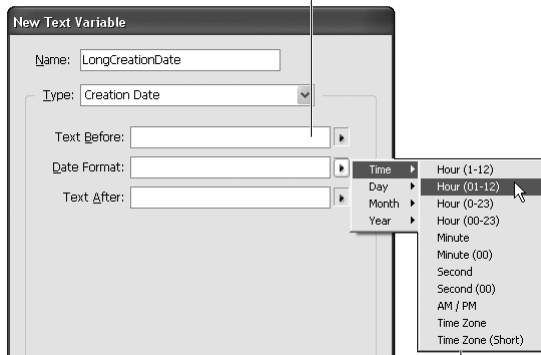 New Text Variable
Name: LongCreationDate
Type: Creation Date
Text Before:
Date Format:
Text After:
Time
Day
Month
Year
Hour (1-12)
Hour (01-12)
Hour (0-23)
Hour (00-23)
Minute
Minute (00)
Second
Second (00)
AM / PM
Time Zone
Time Zone (Short)